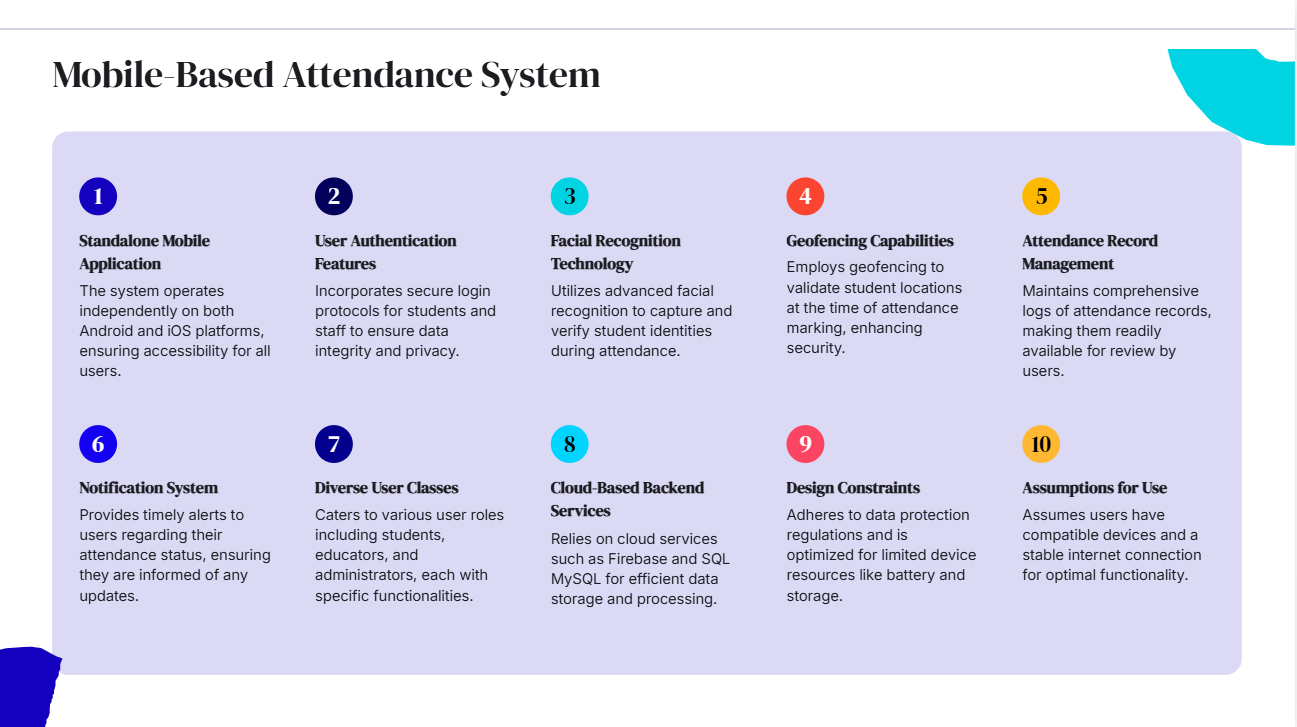 Mobile-Based Attendance System
1
Standalone Mobile
Application
The system operates
independently on both
Android and iOS platforms,
ensuring accessibility for all
users.
2
User Authentication
Features
Incorporates secure login
protocols for students and
staff to ensure data
integrity and privacy.
3
Facial Recognition
Technology
Utilizes advanced facial
recognition to capture and
verify student identities
during attendance.
4
Geofencing Capabilities
Employs geofencing to
validate student locations
at the time of attendance
marking, enhancing
security.
5
Attendance Record
Management
Maintains comprehensive
logs of attendance records,
making them readily
available for review by
users.
6
Notification System
Provides timely alerts to
users regarding their
attendance status, ensuring
they are informed of any
updates.
7
Diverse User Classes
Caters to various user roles
including students,
educators, and
administrators, each with
specific functionalities.
8
Cloud-Based Backend
Services
Relies on cloud services
such as Firebase and SQL
MySQL for efficient data
storage and processing.
9
Design Constraints
Adheres to data protection
regulations and is
optimized for limited device
resources like battery and
storage.
10
Assumptions for Use
Assumes users have
compatible devices and a
stable internet connection
for optimal functionality.